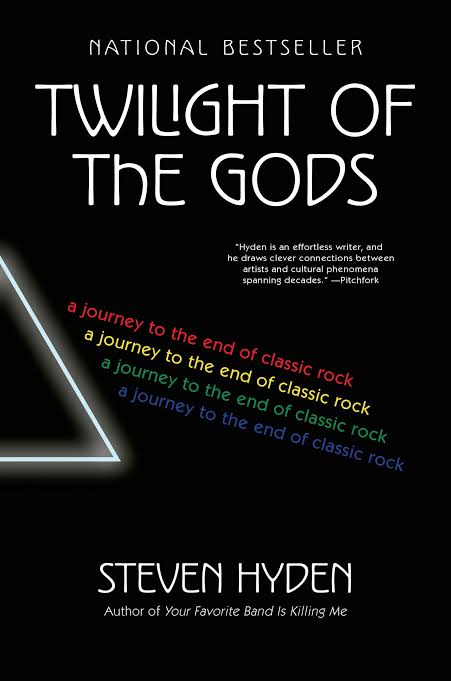 NATIONAL BESTSELLER
TWILIGHT OF
ThE GODS
"Hyden is an effortless writer, and
he draws clever connections between
artists and cultural phenomena
spanning decades." —Pitchfork
a journey to the end of classic rock
a journey to the end of classic rock
a journey to the end of classic rock
a journey to the end of classic rock
STEVEN HYDEN
Author of Your Favorite Band Is Killing Me